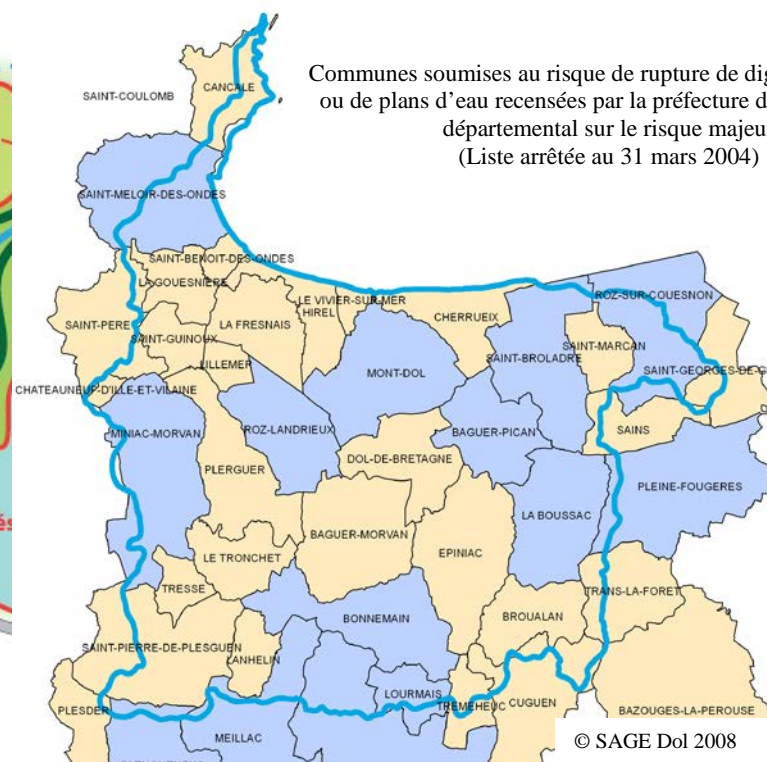 Communes soumises au risque de rupture de dig
ou de plans d'eau recensées par la préfecture d
départemental sur le risque majeu
(Liste arrêtée au 31 mars 2004)
CANCALE
SAINT-COULOMB
SAINT-MELOIR-DES-ONDES
SAINT-BENOIT-DES-ONDES
LA GOUESNIERE
LE VIVIER-SUR-MER
HIREL
ROZ-SUR-COUESNON
CHERRUEIX
SAINT-PERE
LA FRESNAIS
SAINT-GUINOUX
SAINT-MARCAN
SAINT-BROLADRE
LILLEMER
MONT-DOL
SAINT-GEORGES-DE-G
CHATEAUNEUF-D'ILLE-ET-VILAINE
MINIAC-MORVAN
ROZ-LANDRIEUX
BAGUER-PICAN
SAINS
DOL-DE-BRETAGNE
PLERGUER
PLEINE-FOUGERES
LA BOUSSAC
BAGUER-MORVAN
EPINIAC
LE TRONCHET
TRESSE
TRANS-LA-FORET
BONNEMAIN
BROUALAN
SAINT-PIERRE-DE-PLESGUEN
LANHELIN
LOURMAIS
CUGUEN
TREMEHEUC
PLESDER
BAZOUGES-LA-PEROUSE
MEILLAC
© SAGE Dol 2008